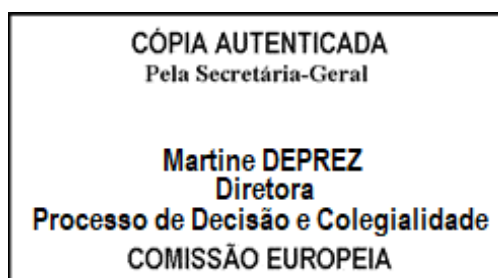 CÓPIA AUTENTICADA
Pela Secretária-Geral
Martine DEPREZ
Diretora
Processo de Decisão e Colegialidade
COMISSÃO EUROPEIA